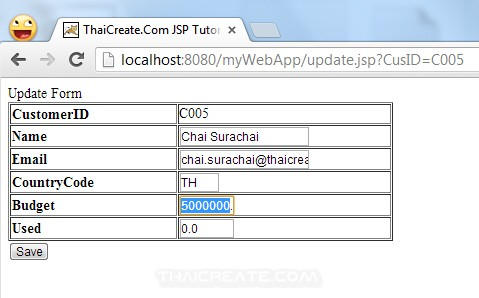 ThaiCreate.Com JSP Tutor
localhost:8080/myWebApp/update.jsp?CusID=C005
Update Form
CustomerID C005
Name Chai Surachai
Email chai.surachai@thaicrea
CountryCode TH
Budget 5000000.
Used 0.0
Save
THAICREATE.COM